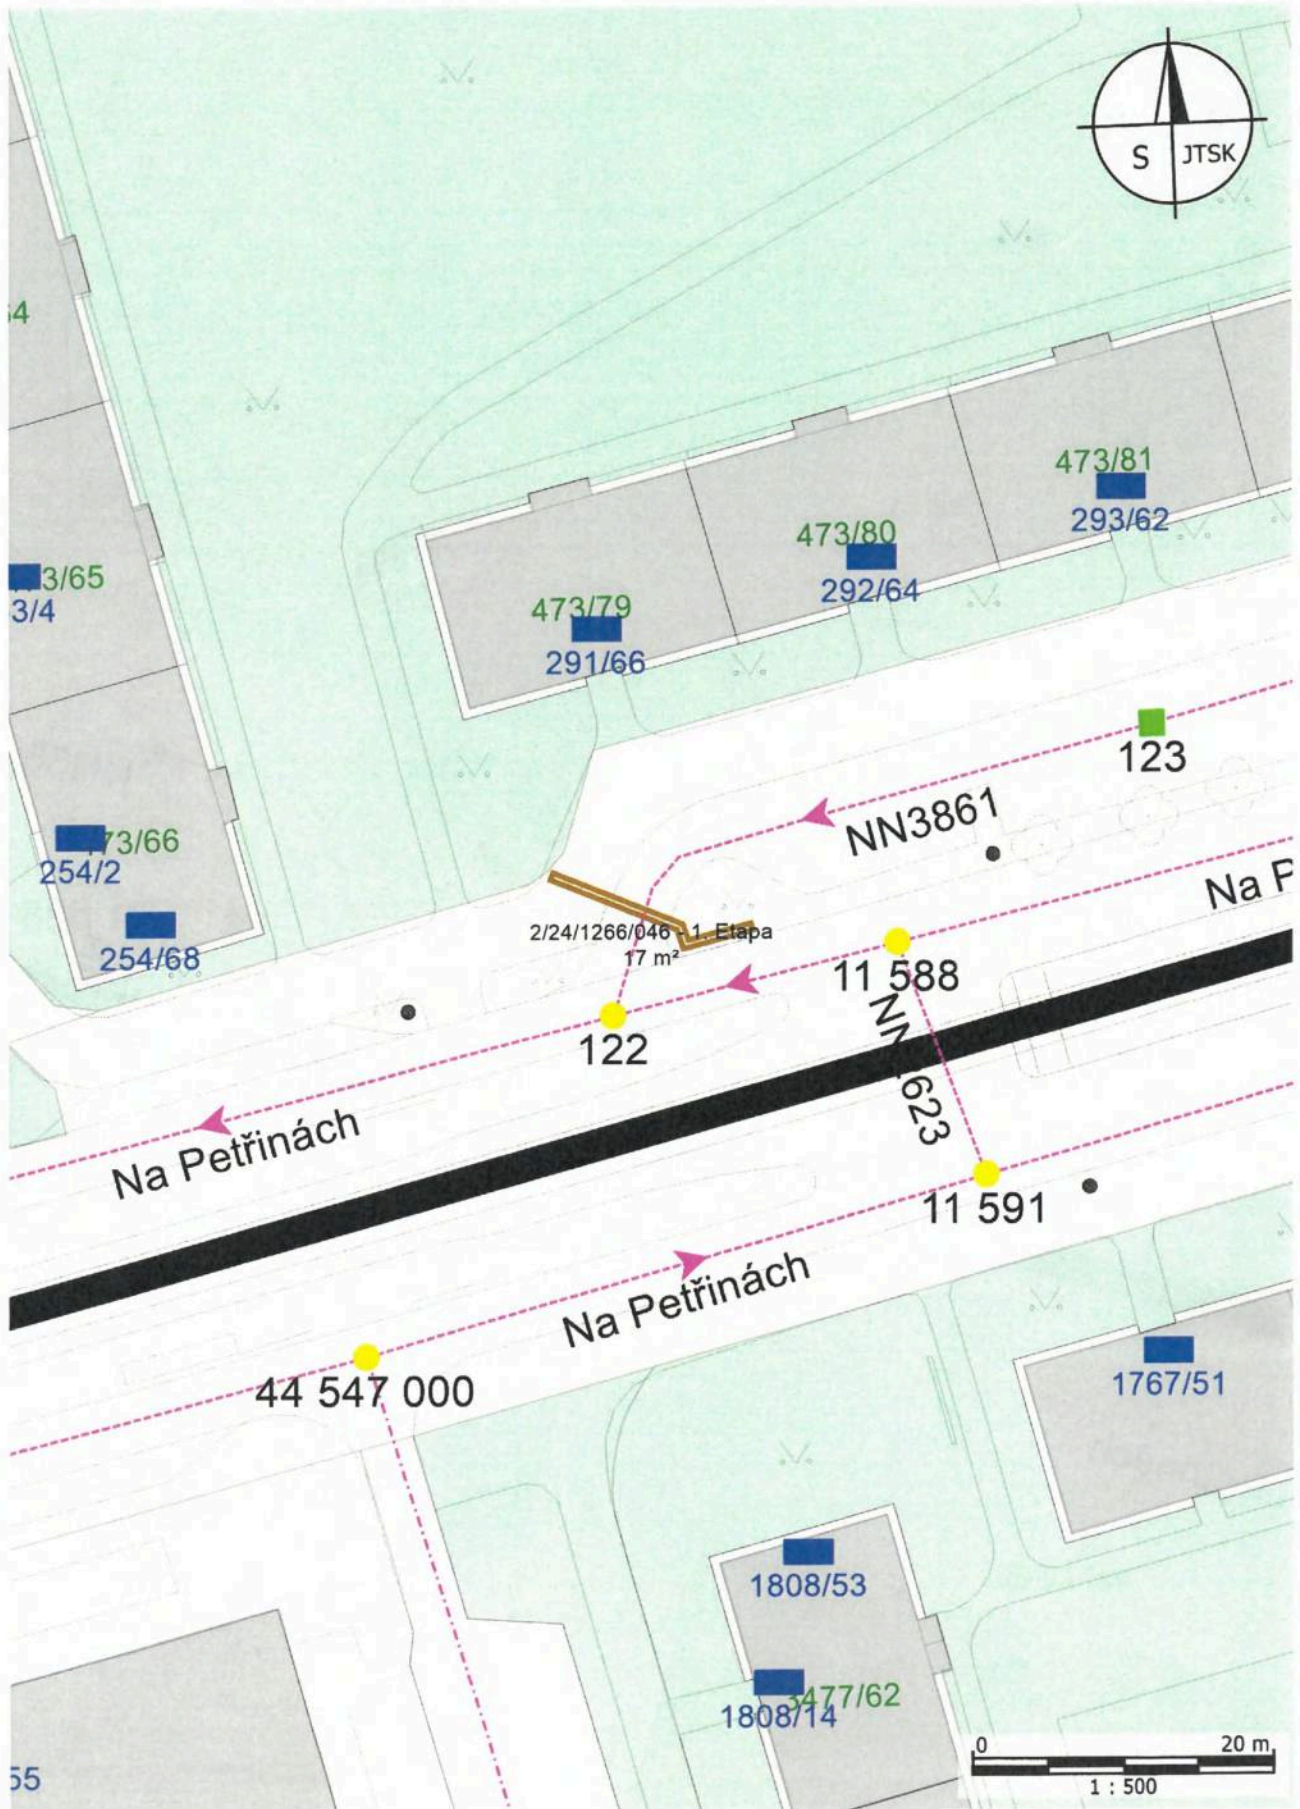 S JTSK
473/81
293/62
473/80
292/64
3/65
3/4
473/79
291/66
123
NN3861
73/66
254/2
Na P
254/68
2/24/1266/046 - 1. Etapa
17 m²
11 588
122
Na Petřinách
11 591
Na Petřinách
44 547 000
1767/51
1808/53
3477/62
1808/14
0 20 m
1 : 500
55